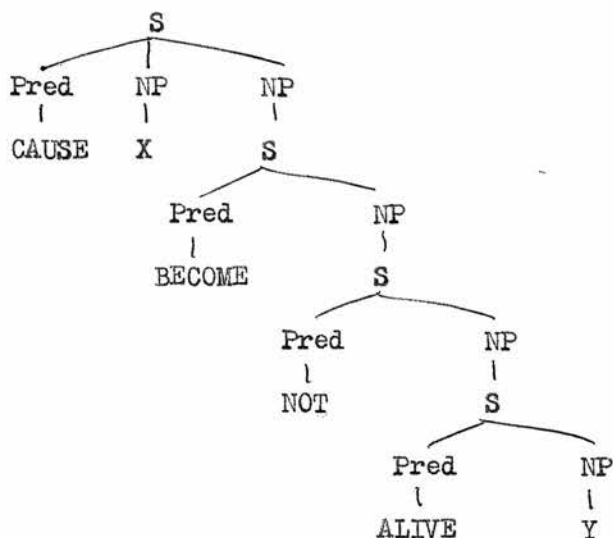 S
Pred NP NP
CAUSE X S
Pred NP
BECOME S
Pred NP
NOT S
Pred NP
ALIVE Y